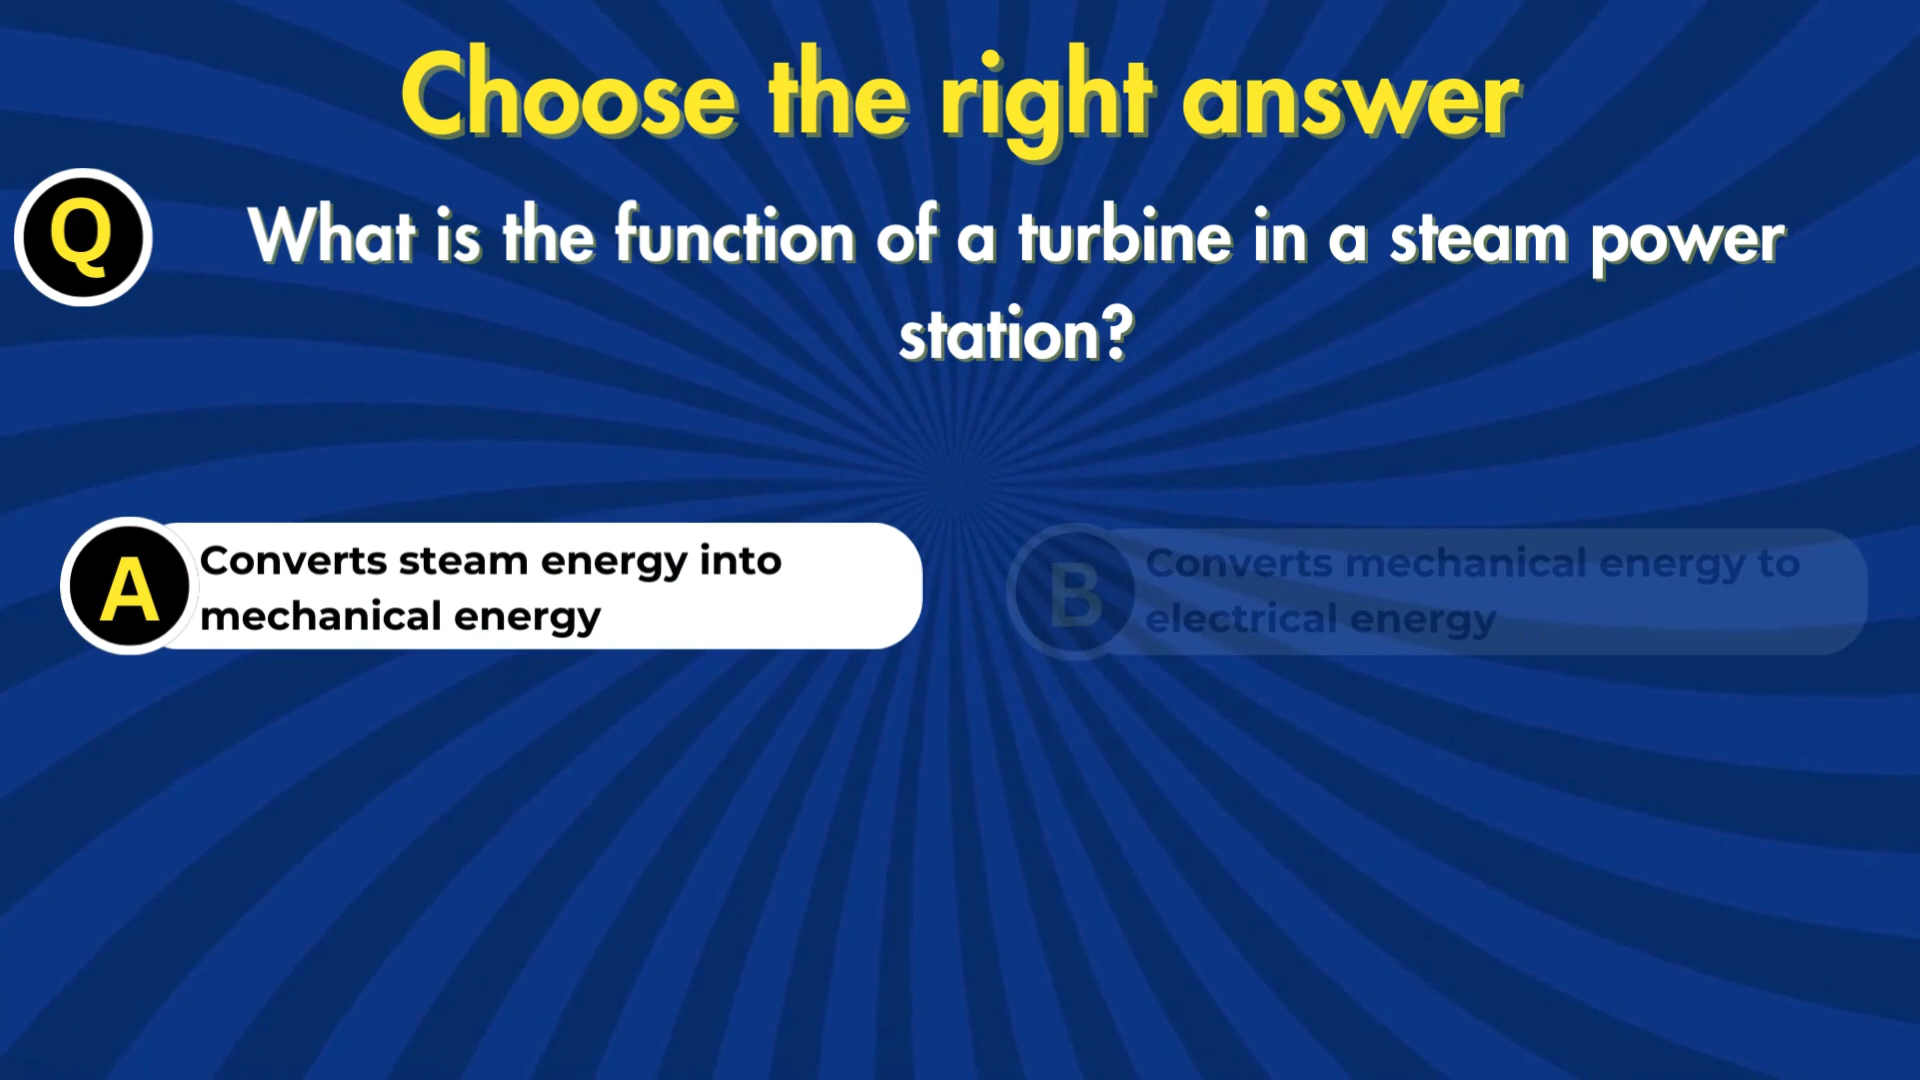 Choose the right answer
Q
What is the function of a turbine in a steam power
station?
A
Converts steam energy into
mechanical energy
B
Converts mechanical energy to
electrical energy